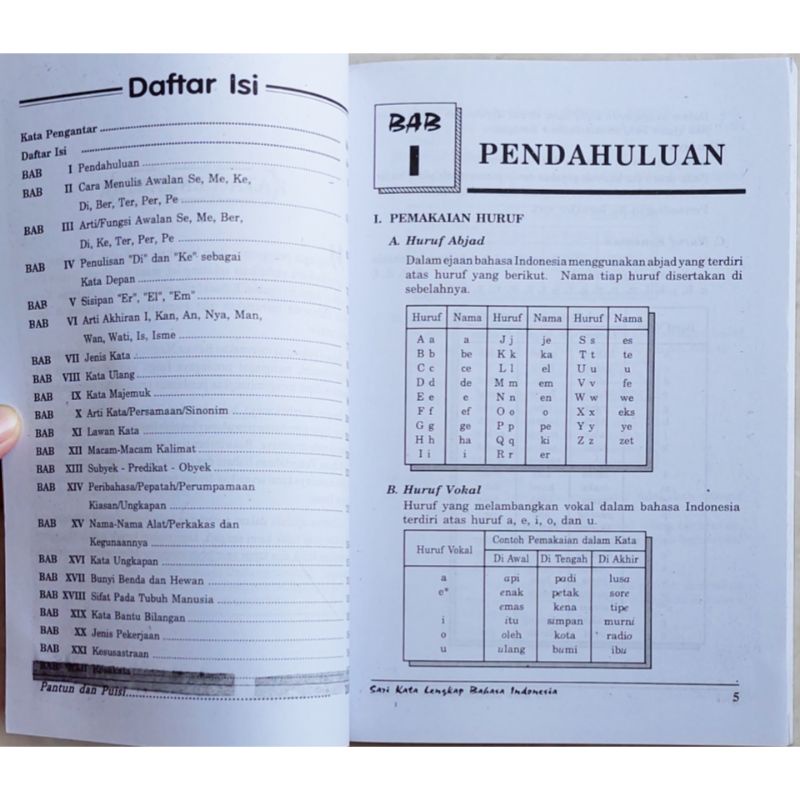 Daftar Isi
Kata Pengantar
Daftar Isi
BAB I Pendahuluan
BAB II Cara Menulis Awalan Se, Me, Ke,
Di, Ber, Ter, Per, Pe
BAB III Arti/Fungsi Awalan Se, Me, Ber,
Di, Ke, Ter, Per, Pe
BAB IV Penulisan "Di" dan "Ke" sebagai
Kata Depan
BAB V Sisipan "Er", "El", "Em"
BAB VI Arti Akhiran I, Kan, An, Nya, Man,
Wan, Wati, Is, Isme
BAB VII Jenis Kata
BAB VIII Kata Ulang
BAB IX Kata Majemuk
BAB X Arti Kata/Persamaan/Sinonim
BAB XI Lawan Kata
BAB XII Macam-Macam Kalimat
BAB XIII Subyek - Predikat - Obyek
BAB XIV Peribahasa/Pepatah/Perumpamaan
Kiasan/Ungkapan
BAB XV Nama-Nama Alat/Perkakas dan
Kegunaannya
BAB XVI Kata Ungkapan
BAB XVII Bunyi Benda dan Hewan
BAB XVIII Sifat Pada Tubuh Manusia
BAB XIX Kata Bantu Bilangan
BAB XX Jenis Pekerjaan
BAB XXI Kesusastraan
Pantun dan Puisi
BAB
I
PENDAHULUAN
I. PEMAKAIAN HURUF
A. Huruf Abjad
Dalam ejaan bahasa Indonesia menggunakan abjad yang terdiri
atas huruf yang berikut. Nama tiap huruf disertakan di
sebelahnya.
Huruf Nama Huruf Nama Huruf Nama
A a a J j je S s es
B b be K k ka T t te
C c ce L l el U u u
D d de M m em V v fe
E e e N n en W w we
F f ef O o o X x eks
G g ge P p pe Y y ye
H h ha Q q ki Z z zet
I i i R r er
B. Huruf Vokal
Huruf yang melambangkan vokal dalam bahasa Indonesia
terdiri atas huruf a, e, i, o, dan u.
Huruf Vokal Contoh Pemakaian dalam Kata
Di Awal Di Tengah Di Akhir
a api padi lusa
e* enak petak sore
emas kena tipe
i itu simpan murni
o oleh kota radio
u ulang bumi ibu
Sari Kata Lengkap Bahasa Indonesia 5